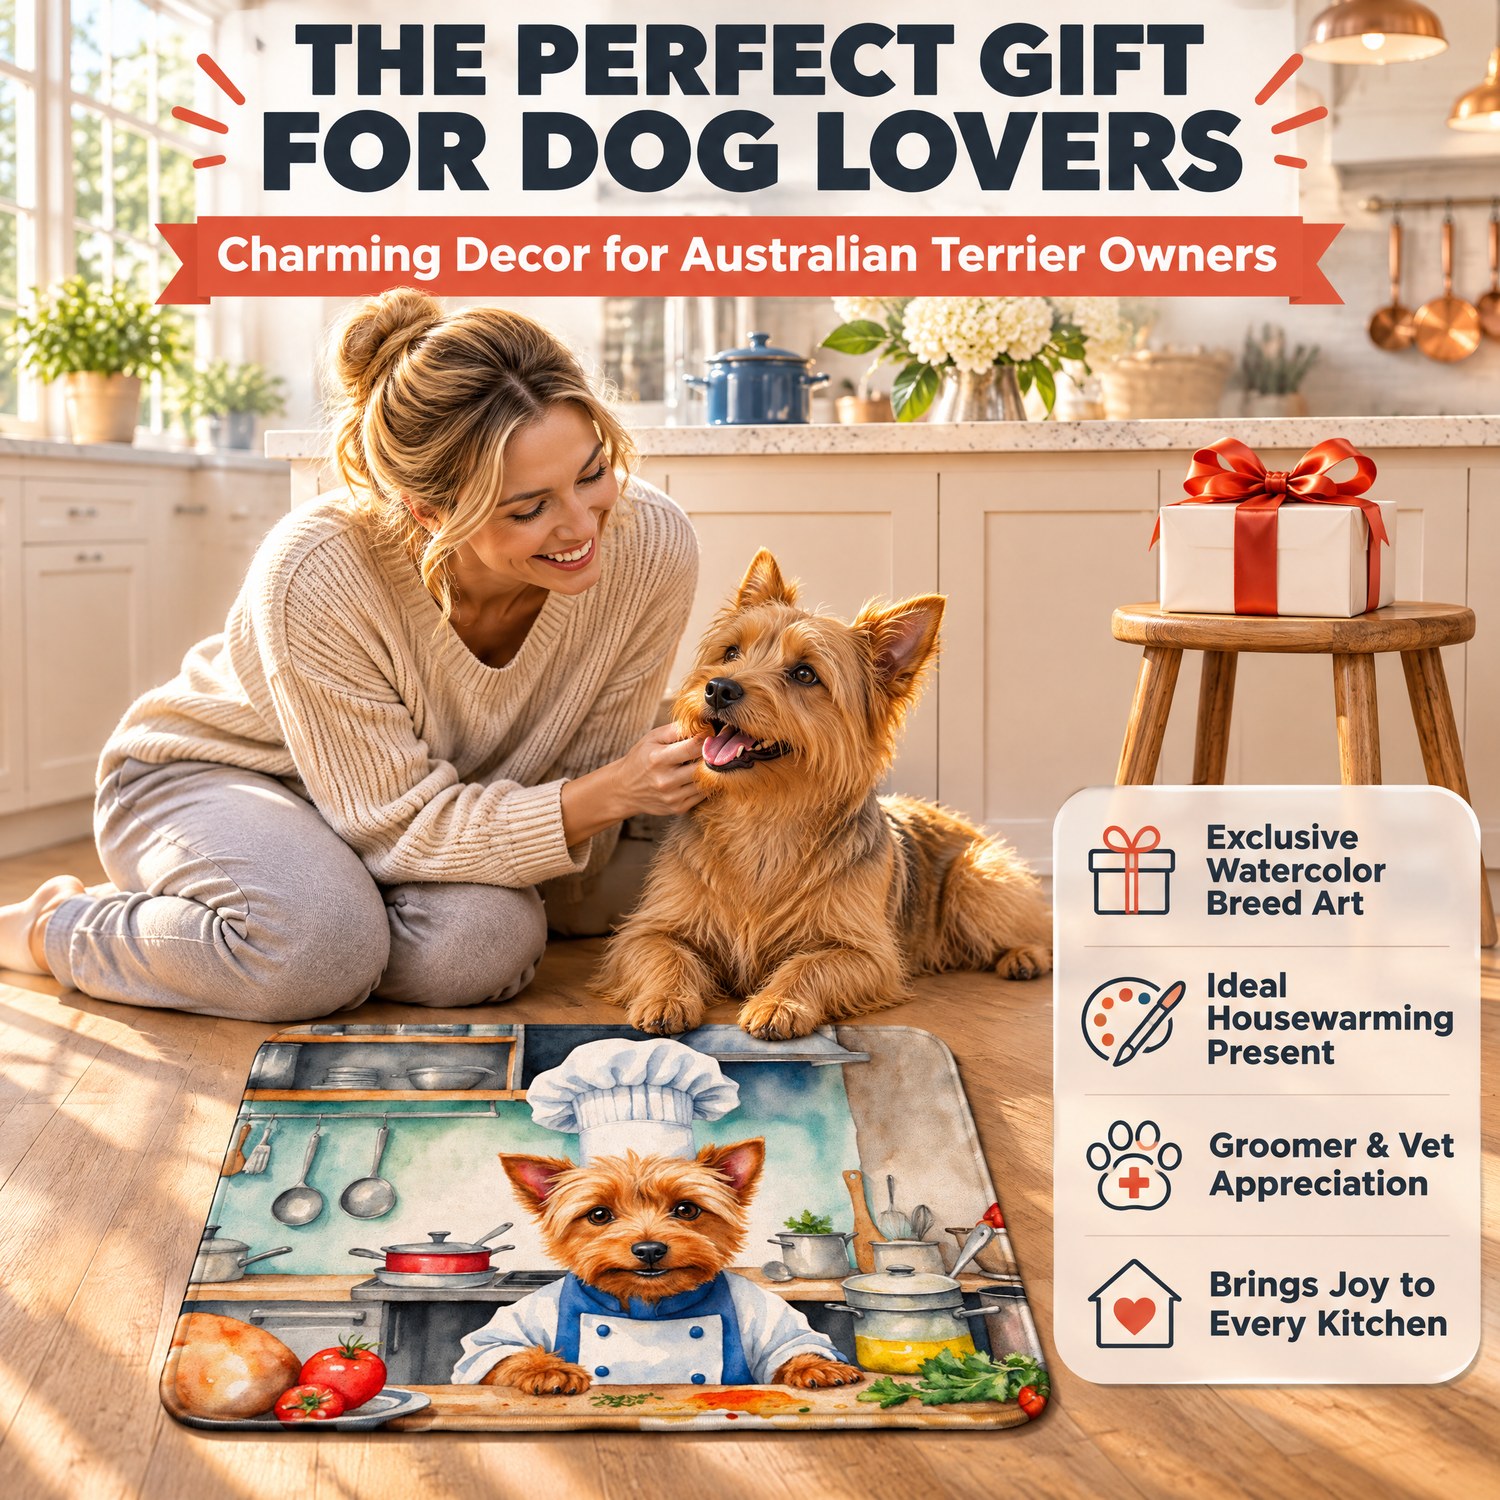 THE PERFECT GIFT
FOR DOG LOVERS
Charming Decor for Australian Terrier Owners
Exclusive
Watercolor
Breed Art
Ideal
Housewarming
Present
Groomer & Vet
Appreciation
Brings Joy to
Every Kitchen